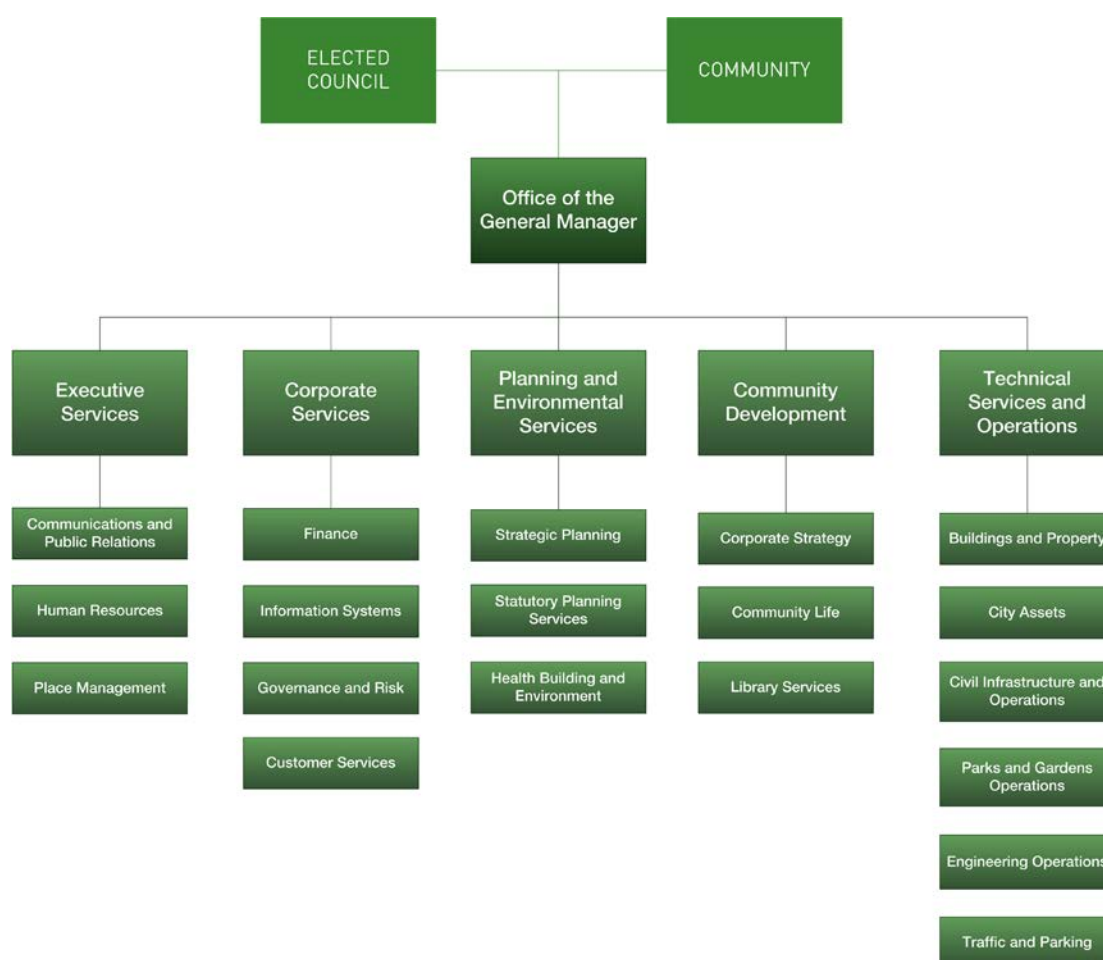 ELECTED
COUNCIL
COMMUNITY
Office of the
General Manager
Executive
Services
Corporate
Services
Planning and
Environmental
Services
Community
Development
Technical
Services and
Operations
Communications and
Public Relations
Human Resources
Place Management
Finance
Information Systems
Governance and Risk
Customer Services
Strategic Planning
Statutory Planning
Services
Health Building and
Environment
Corporate Strategy
Community Life
Library Services
Buildings and Property
City Assets
Civil Infrastructure and
Operations
Parks and Gardens
Operations
Engineering Operations
Traffic and Parking